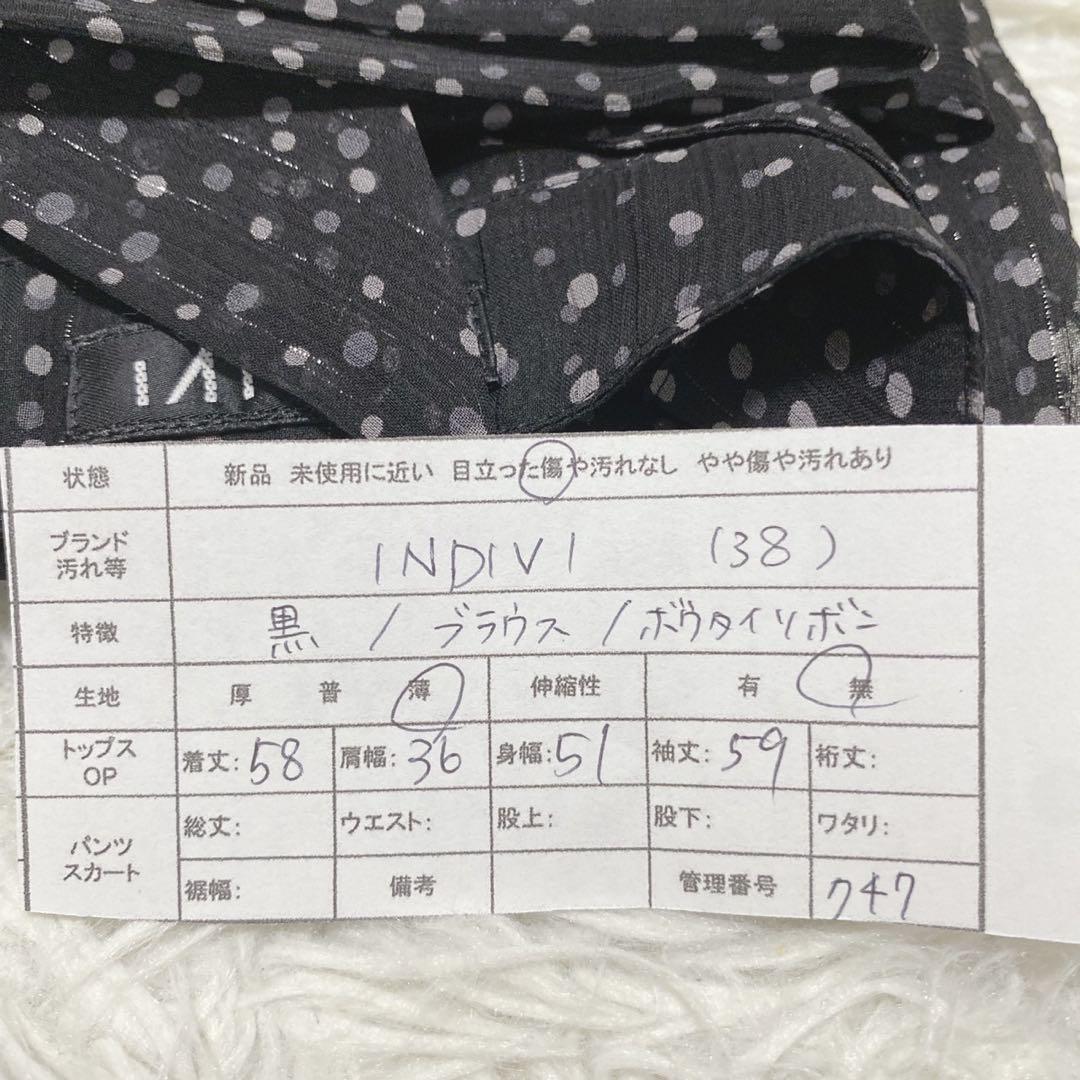 状態 新品 未使用に近い 目立った傷や汚れなし やや傷や汚れあり
ブランド 汚れ等 INDIVI (38)
特徴 黒 / ブラウス / ボウタイリボン
生地 厚 普 薄 伸縮性 有 無
トップス OP 着丈:58 肩幅:36 身幅:51 袖丈:59 裄丈:
パンツ スカート 総丈: ウエスト: 股上: 股下: ワタリ:
裾幅: 備考 管理番号 747